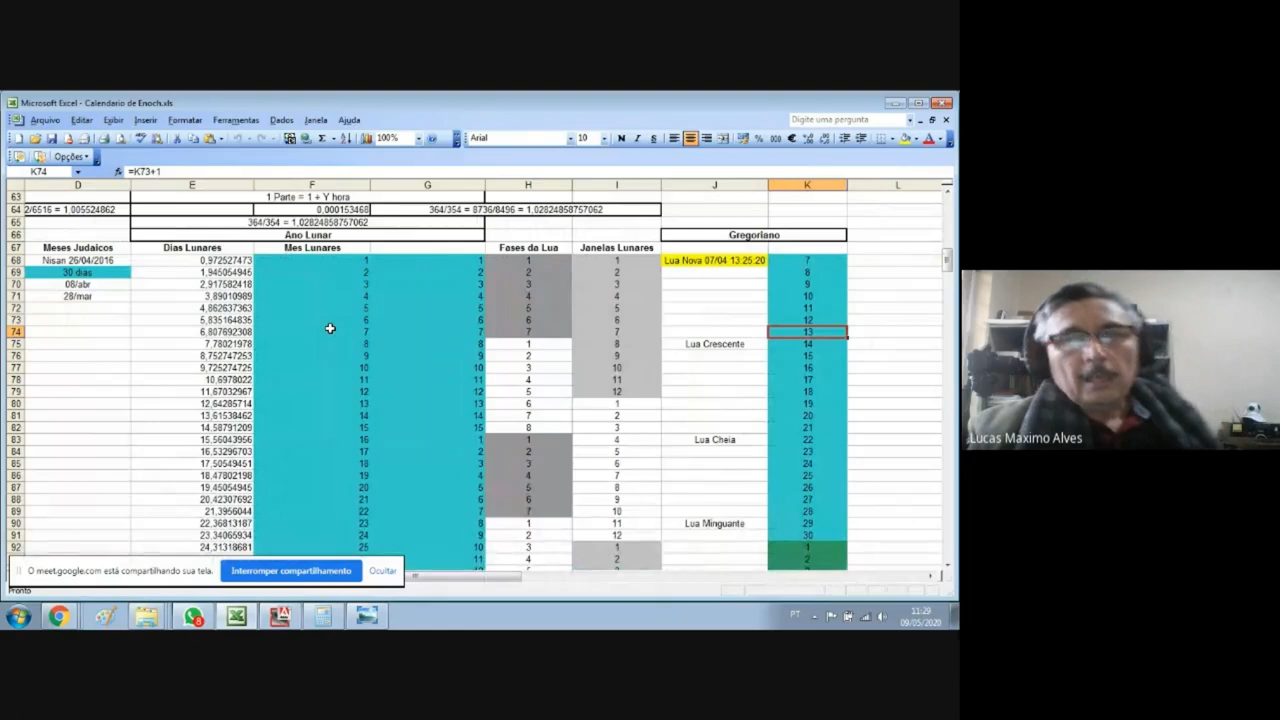 Microsoft Excel - Calendario de Enoch.xls
Arquivo Editar Exibir Inserir Formatar Ferramentas Dados Janela Ajuda Digite uma pergunta
100% Arial 10 N I S % 000
Opções
K74 fx =K73+1
D E F G H I J K L
63 1 Parte = 1 + Y hora
64 2/6516 = 1,005524862 0,000153468 364/354 = 8736/8496 = 1,02824858757062
65 364/354 = 1,02824858757062
66 Ano Lunar Gregoriano
67 Meses Judaicos Dias Lunares Mes Lunares Fases da Lua Janelas Lunares
68 Nisan 26/04/2016 0,972527473 1 1 1 1 Lua Nova 07/04 13:25:20 7
69 30 dias 1,945054945 2 2 2 2 8
70 08/abr 2,917582418 3 3 3 3 9
71 28/mar 3,89010989 4 4 4 4 10
72 4,862637363 5 5 5 5 11
73 5,835164835 6 6 6 6 12
74 6,807692308 7 7 7 7 13
75 7,78021978 8 8 1 8 Lua Crescente 14
76 8,752747253 9 9 2 9 15
77 9,725274725 10 10 3 10 16
78 10,6978022 11 11 4 11 17
79 11,67032967 12 12 5 12 18
80 12,64285714 13 13 6 1 19
81 13,61538462 14 14 7 2 20
82 14,58791209 15 15 8 3 21
83 15,56043956 16 1 1 4 Lua Cheia 22
84 16,53296703 17 2 2 5 23
85 17,50549451 18 3 3 6 24
86 18,47802198 19 4 4 7 25
87 19,45054945 20 5 5 8 26
88 20,42307692 21 6 6 9 27
89 21,3956044 22 7 7 10 28
90 22,36813187 23 8 1 11 Lua Minguante 29
91 23,34065934 24 9 2 12 30
92 24,31318681 25 10 3 1 1
11 4 2 2
O meet.google.com está compartilhando sua tela. Interromper compartilhamento Ocultar
Pronto
8 PT 11:29
09/05/2020
Lucas Maximo Alves